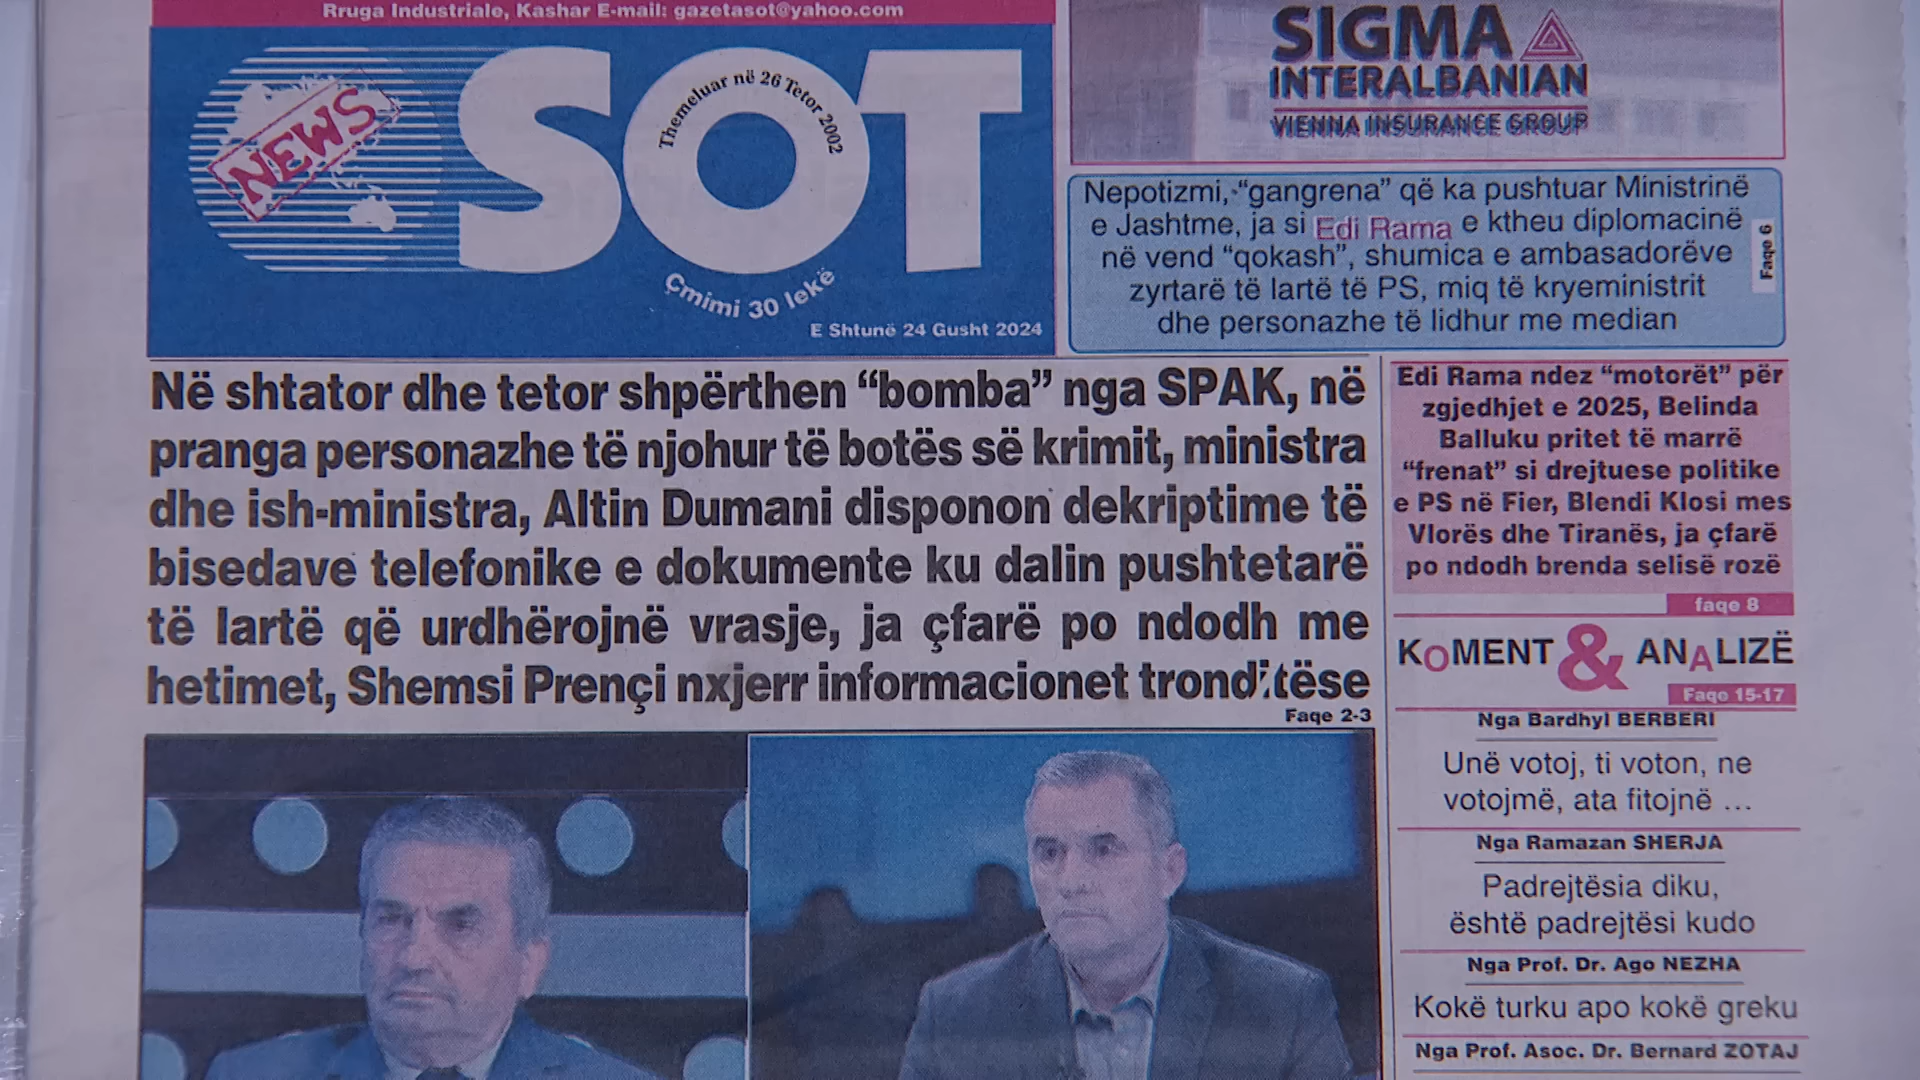 Rruga Industriale, Kashar E-mail: gazetasot@yahoo.com
NEWS
SOT
Themeluar në 26 Tetor 2002
Çmimi 30 lekë
E Shtunë 24 Gusht 2024
SIGMA
INTERALBANIAN
VIENNA INSURANCE GROUP
Nepotizmi, “gangrena” që ka pushtuar Ministrinë
e Jashtme, ja si Edi Rama e ktheu diplomacinë
në vend “qokash”, shumica e ambasadorëve
zyrtarë të lartë të PS, miq të kryeministrit
dhe personazhe të lidhur me median
Faqe 6
Në shtator dhe tetor shpërthen “bomba” nga SPAK, në
pranga personazhe të njohur të botës së krimit, ministra
dhe ish-ministra, Altin Dumani disponon dekriptime të
bisedave telefonike e dokumente ku dalin pushtetarë
të lartë që urdhërojnë vrasje, ja çfarë po ndodh me
hetimet, Shemsi Prençi nxjerr informacionet tronditëse
Faqe 2-3
Edi Rama ndez “motorët” për
zgjedhjet e 2025, Belinda
Balluku pritet të marrë
“frenat” si drejtuese politike
e PS në Fier, Blendi Klosi mes
Vlorës dhe Tiranës, ja çfarë
po ndodh brenda selisë rozë
faqe 8
KOMENT & ANALIZË
Faqe 15-17
Nga Bardhyl BERBERI
Unë votoj, ti voton, ne
votojmë, ata fitojnë ...
Nga Ramazan SHERJA
Padrejtësia diku,
është padrejtësi kudo
Nga Prof. Dr. Ago NEZHA
Kokë turku apo kokë greku
Nga Prof. Asoc. Dr. Bernard ZOTAJ